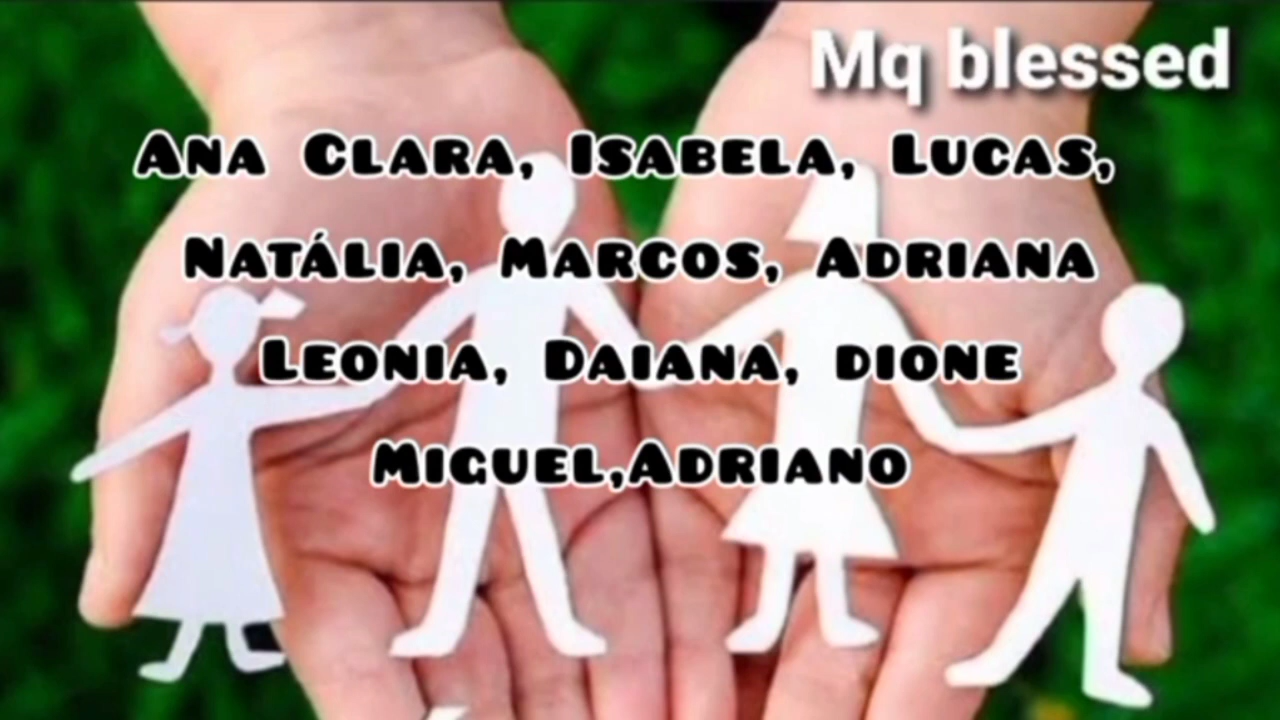 Mq blessed
Ana Clara, Isabela, Lucas,
Natália, Marcos, Adriana
Leonia, Daiana, dione
Miguel,Adriano